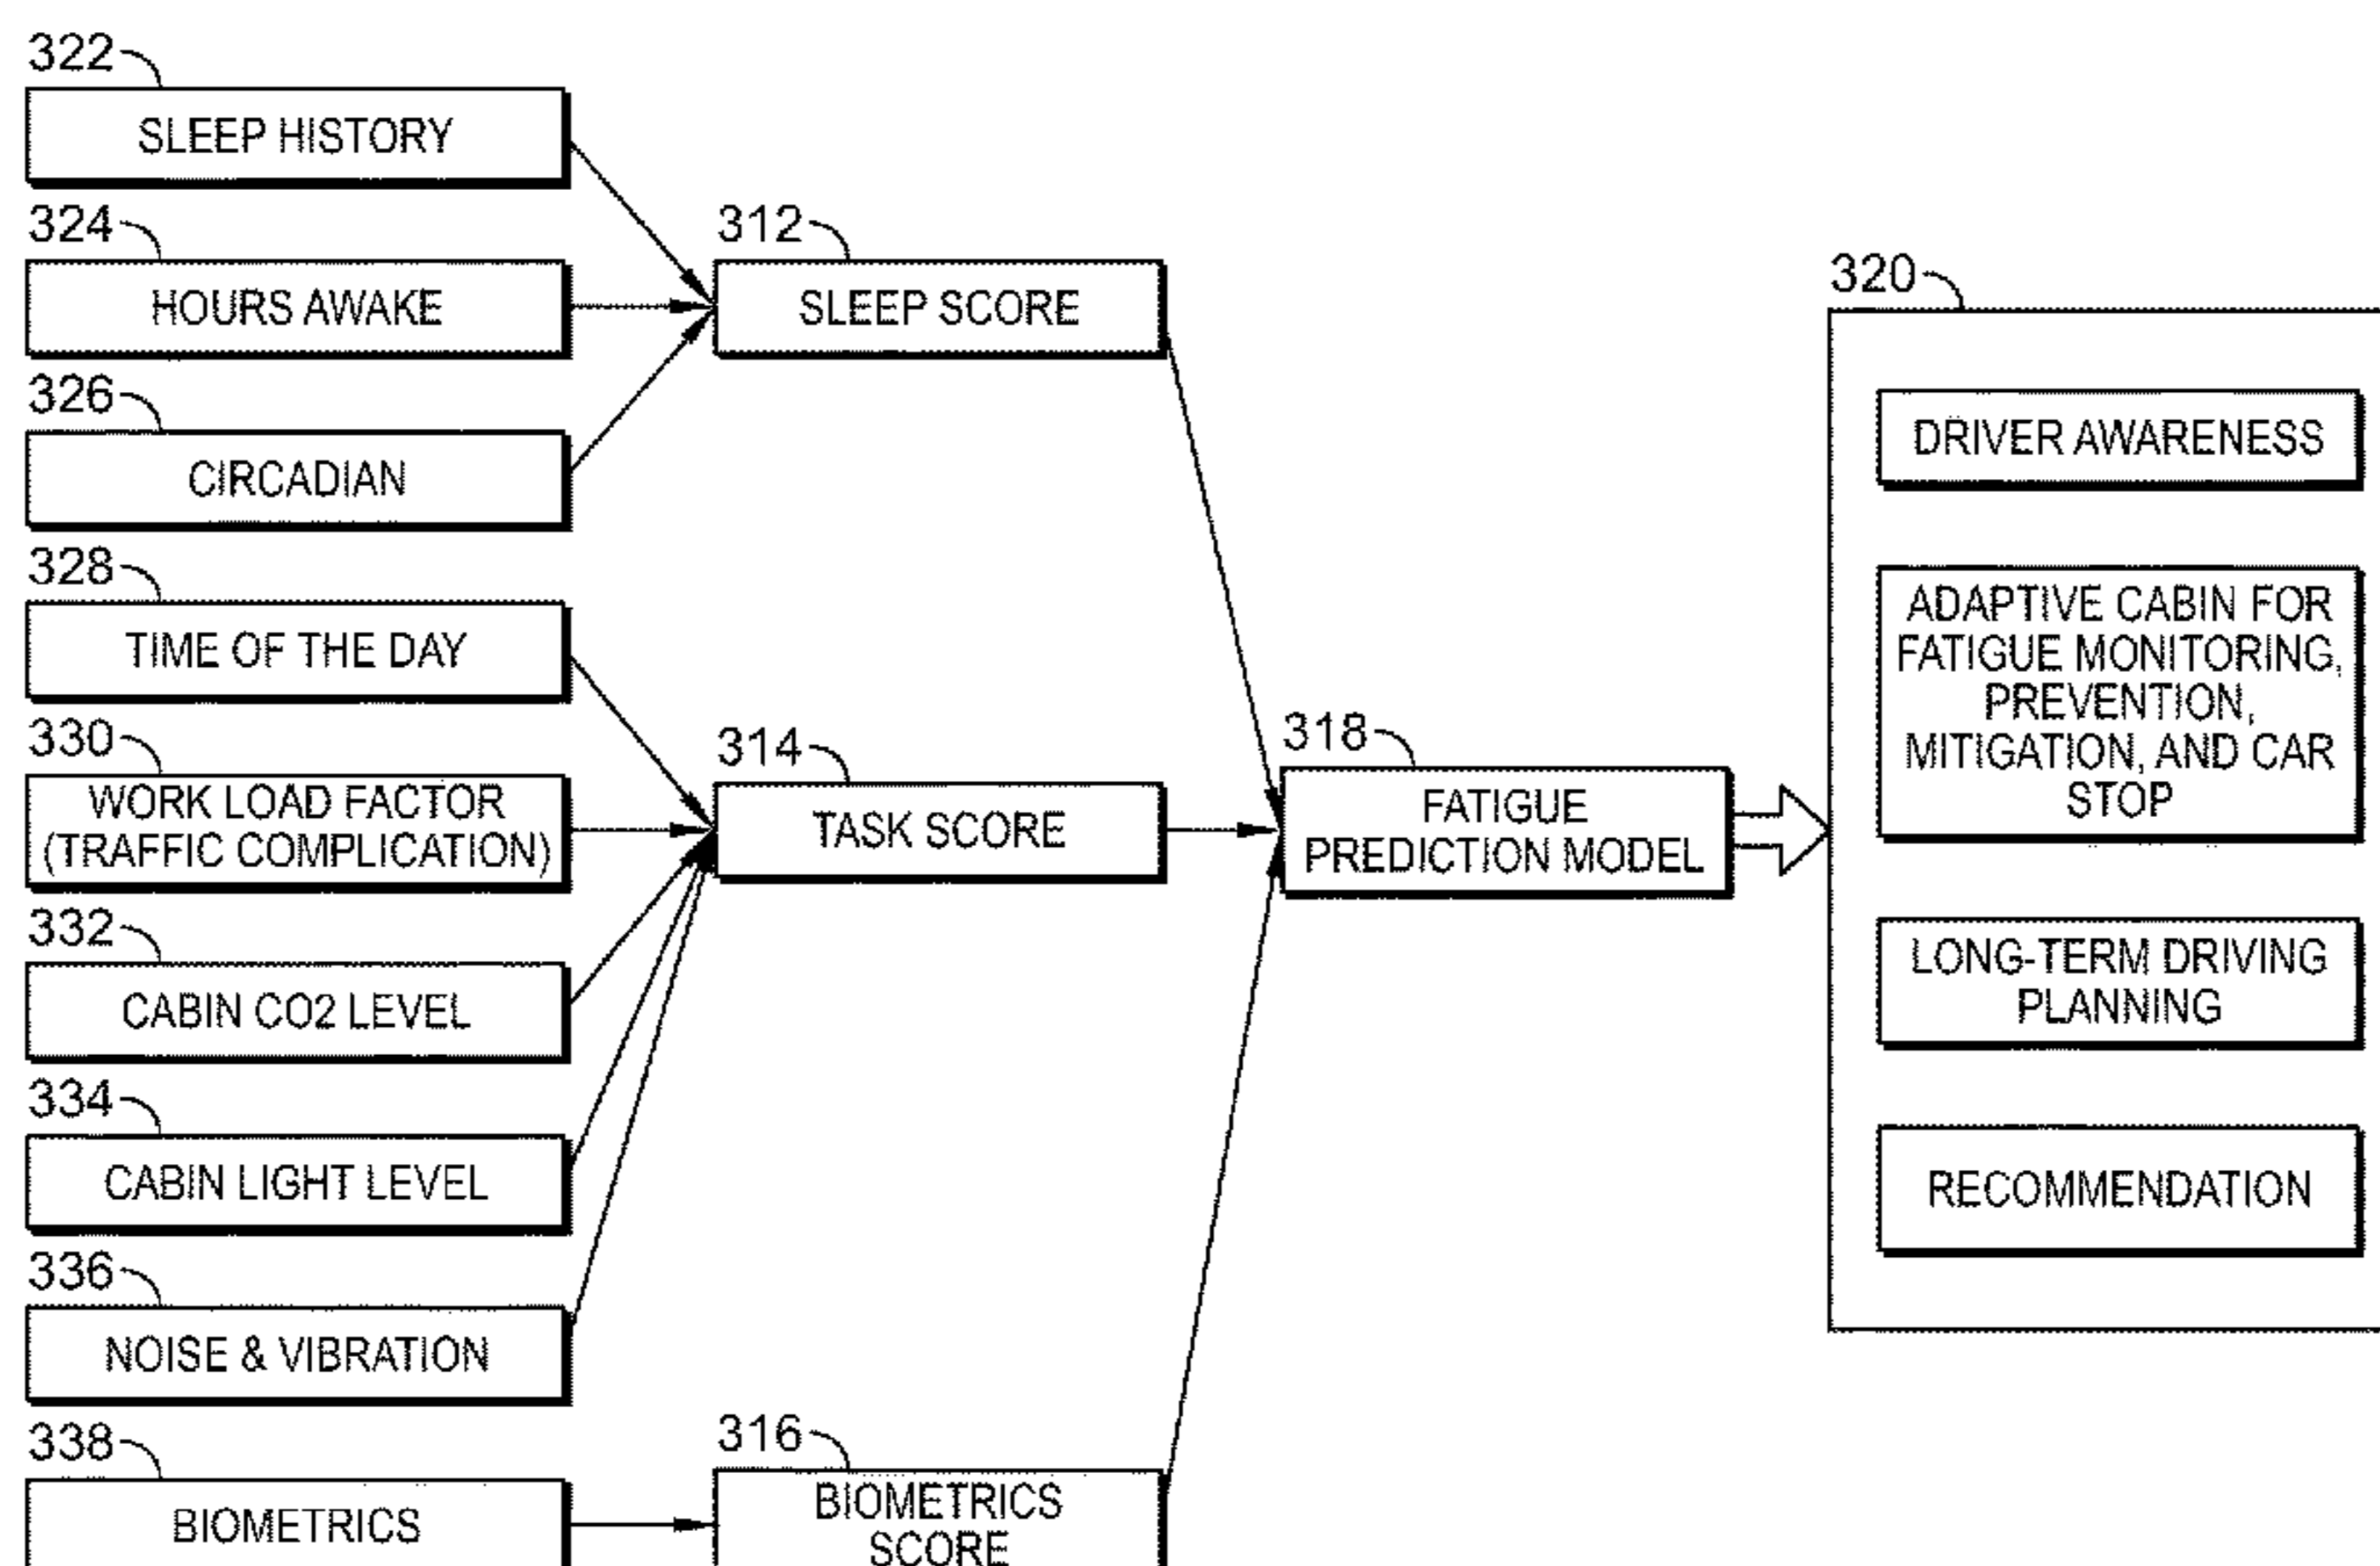 322
SLEEP HISTORY
324
HOURS AWAKE
326
CIRCADIAN
328
TIME OF THE DAY
330
WORK LOAD FACTOR
(TRAFFIC COMPLICATION)
332
CABIN CO2 LEVEL
334
CABIN LIGHT LEVEL
336
NOISE & VIBRATION
338
BIOMETRICS
312
SLEEP SCORE
314
TASK SCORE
316
BIOMETRICS
SCORE
318
FATIGUE
PREDICTION MODEL
320
DRIVER AWARENESS
ADAPTIVE CABIN FOR
FATIGUE MONITORING,
PREVENTION,
MITIGATION, AND CAR
STOP
LONG-TERM DRIVING
PLANNING
RECOMMENDATION